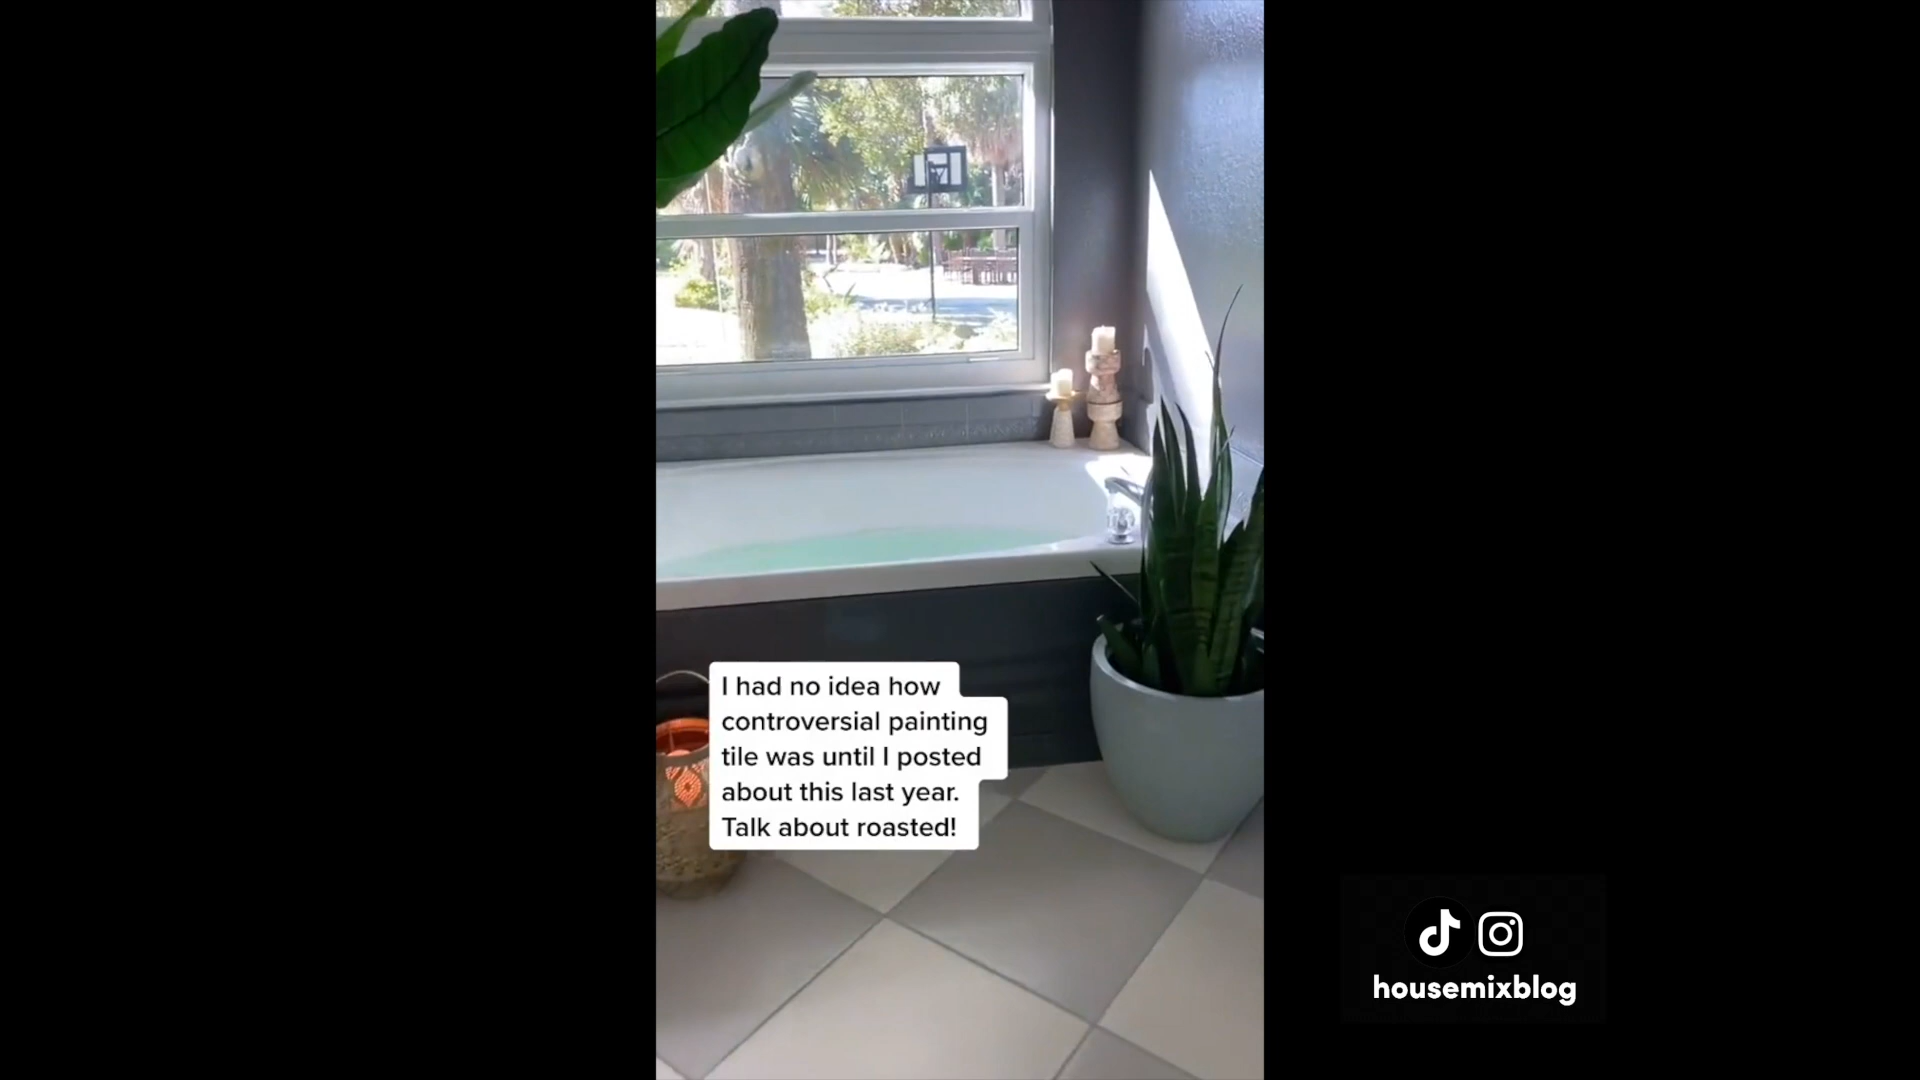 I had no idea how
controversial painting
tile was until I posted
about this last year.
Talk about roasted!
housemixblog